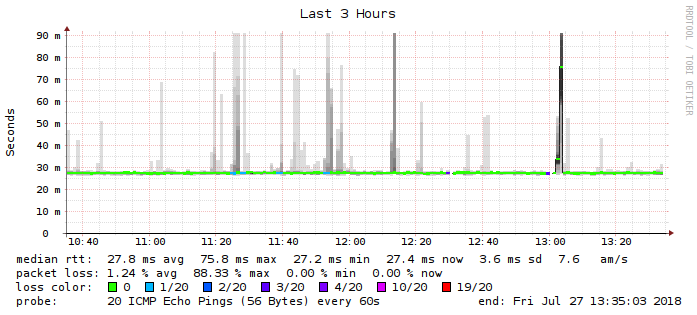 Last 3 Hours
RRDTOOL / TOBI OETIKER
Seconds
90 m
80 m
70 m
60 m
50 m
40 m
30 m
20 m
10 m
0
10:40 11:00 11:20 11:40 12:00 12:20 12:40 13:00 13:20
median rtt: 27.8 ms avg 75.8 ms max 27.2 ms min 27.4 ms now 3.6 ms sd 7.6 am/s
packet loss: 1.24 % avg 88.33 % max 0.00 % min 0.00 % now
loss color: 0 1/20 2/20 3/20 4/20 10/20 19/20
probe: 20 ICMP Echo Pings (56 Bytes) every 60s end: Fri Jul 27 13:35:03 2018